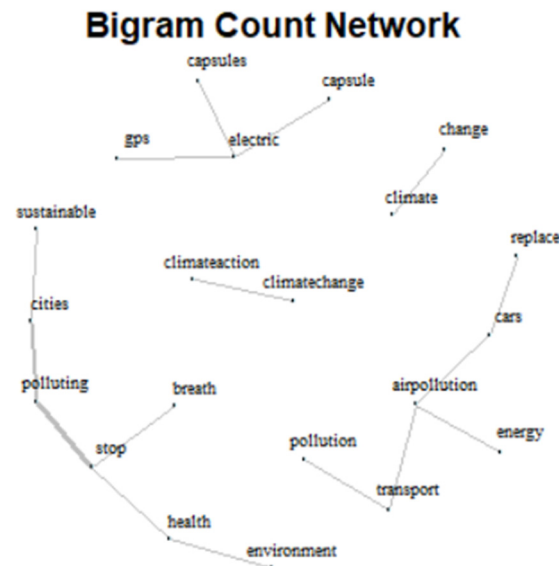 Bigram Count Network
capsules
capsule
gps
electric
change
climate
sustainable
replace
climateaction
climatechange
cities
cars
polluting
breath
airpollution
stop
pollution
energy
transport
health
environment